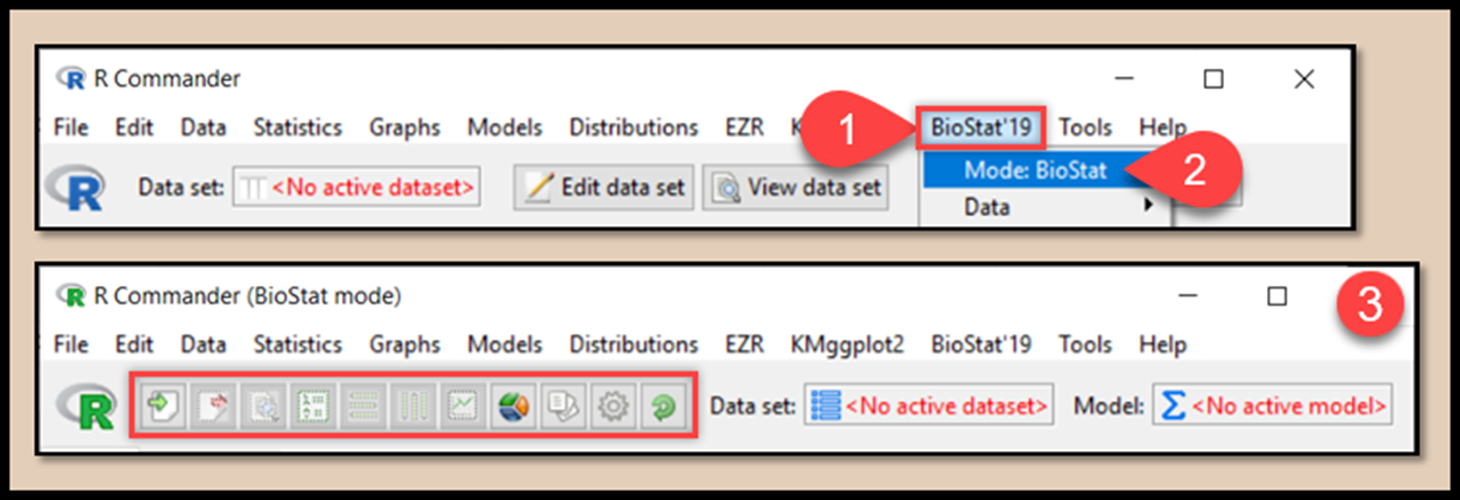 R Commander
File Edit Data Statistics Graphs Models Distributions EZR K 1 BioStat'19 Tools Help
R Data set: <No active dataset> Edit data set View data set Mode: BioStat 2
Data
R Commander (BioStat mode) 3
File Edit Data Statistics Graphs Models Distributions EZR KMggplot2 BioStat'19 Tools Help
R Data set: <No active dataset> Model: Σ <No active model>